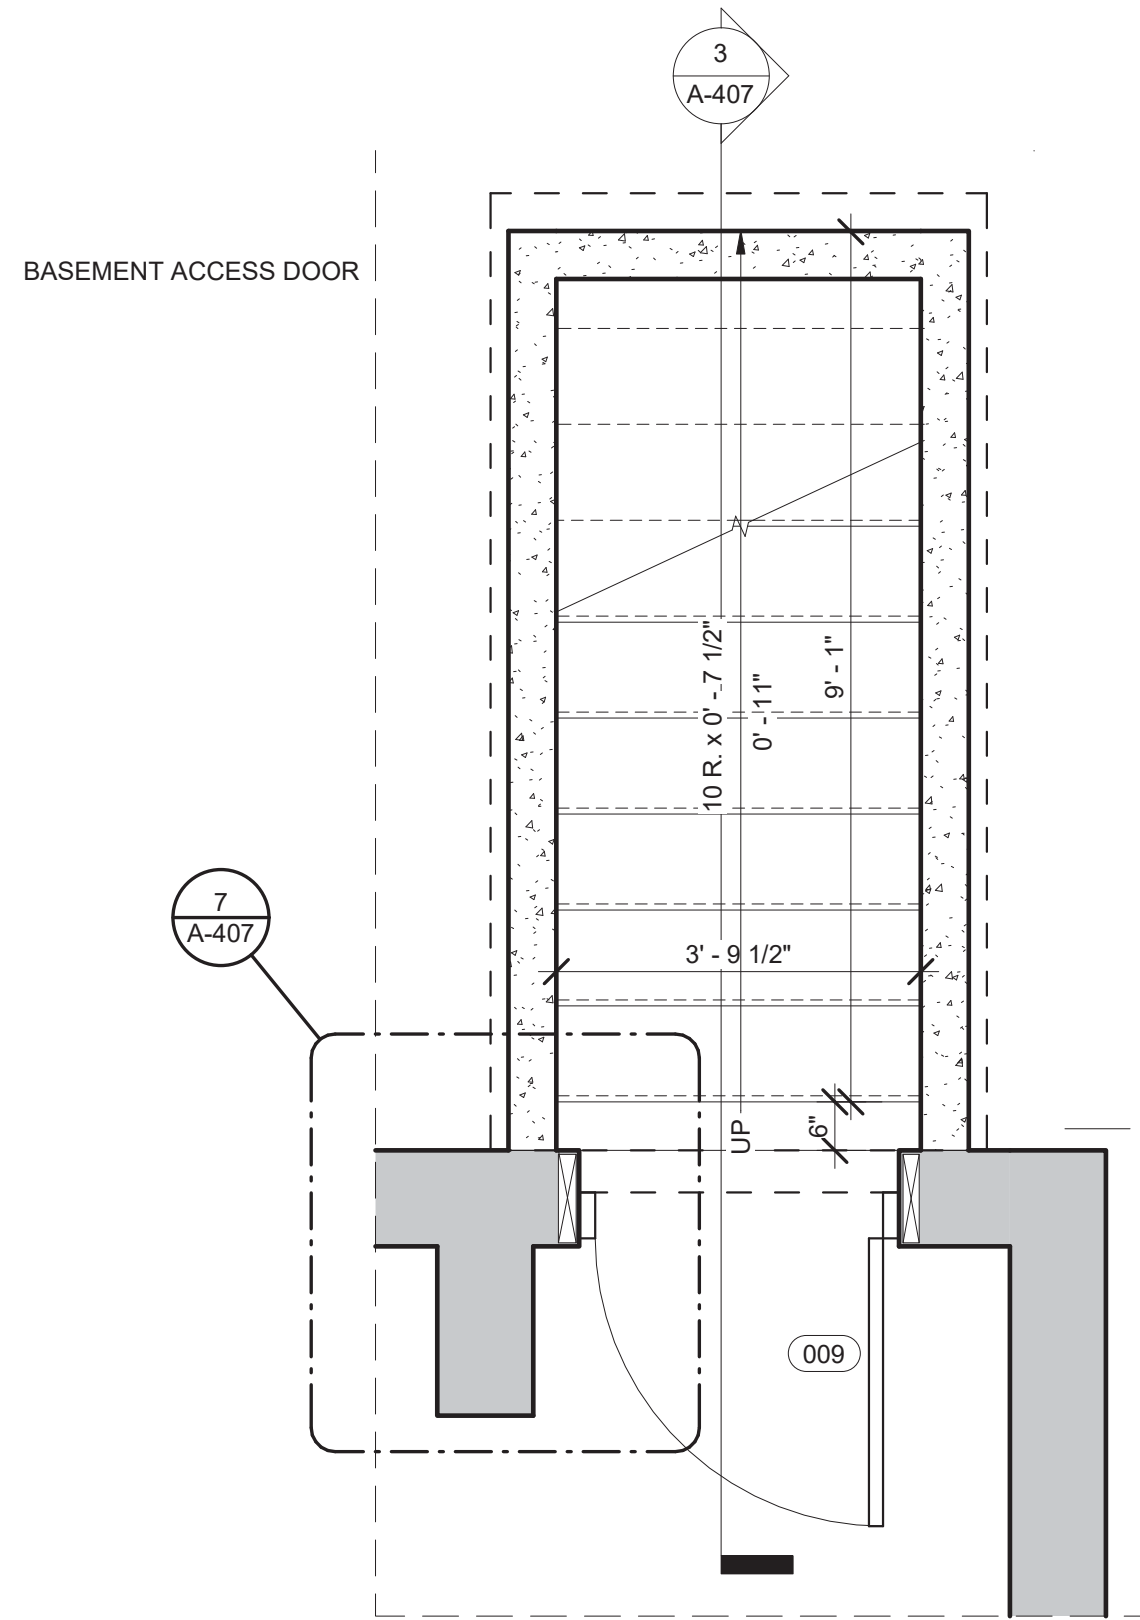 3
A-407
BASEMENT ACCESS DOOR
10 R. x 0' - 7 1/2"
0' - 11"
9' - 1"
7
A-407
3' - 9 1/2"
UP
6"
009